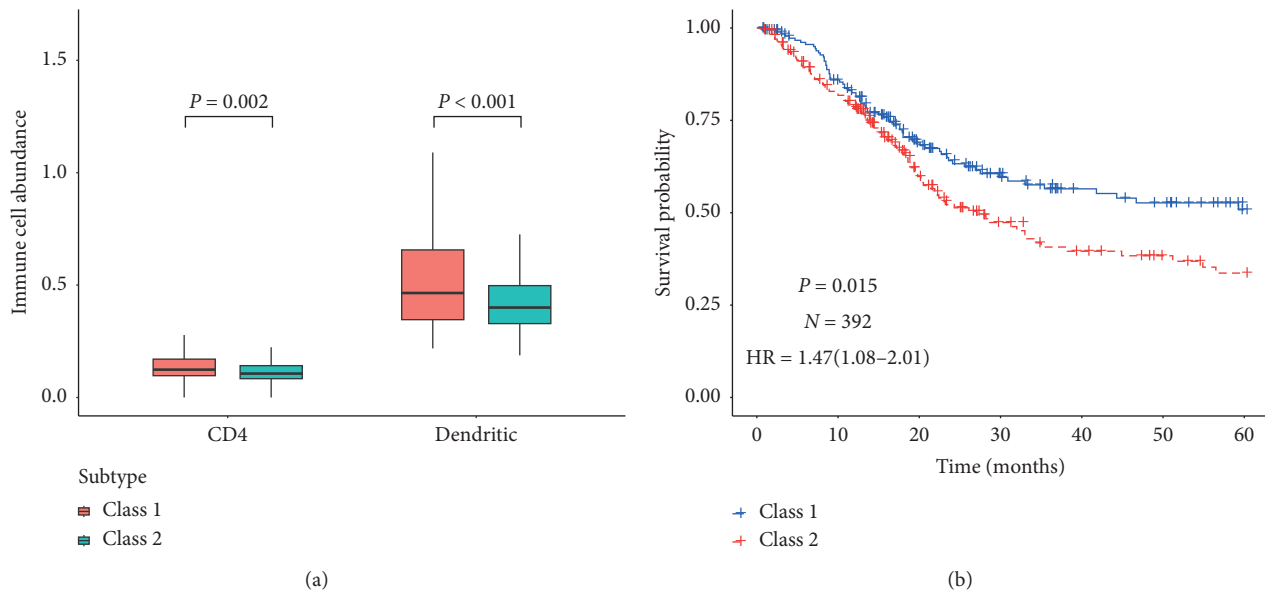 Immune cell abundance
1.5
1.0
0.5
0.0
P = 0.002
P < 0.001
CD4
Dendritic
Subtype
Class 1
Class 2
(a)
Survival probability
1.00
0.75
0.50
0.25
0.00
P = 0.015
N = 392
HR = 1.47(1.08–2.01)
0 10 20 30 40 50 60
Time (months)
Class 1
Class 2
(b)